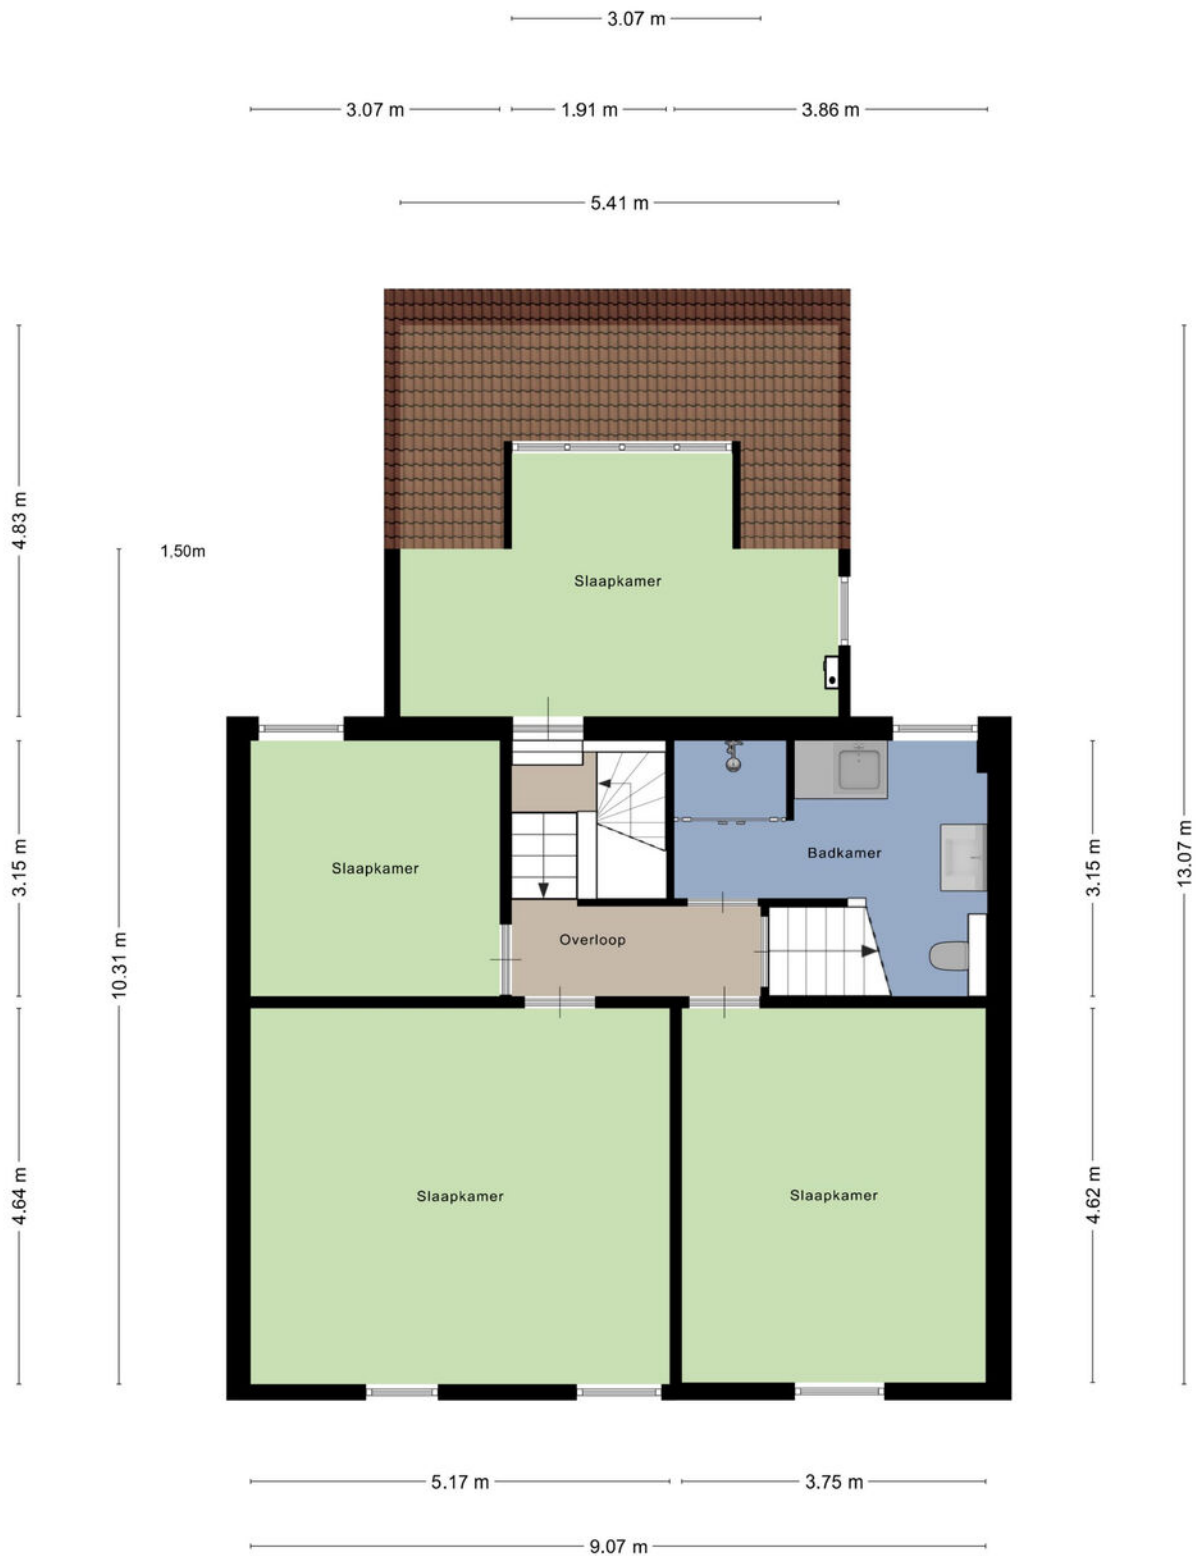 3.07 m
3.07 m
1.91 m
3.86 m
5.41 m
4.83 m
1,50m
Slaapkamer
3.15 m
Slaapkamer
Badkamer
3.15 m
13.07 m
10.31 m
Overloop
4.64 m
Slaapkamer
Slaapkamer
4.62 m
5.17 m
3.75 m
9.07 m